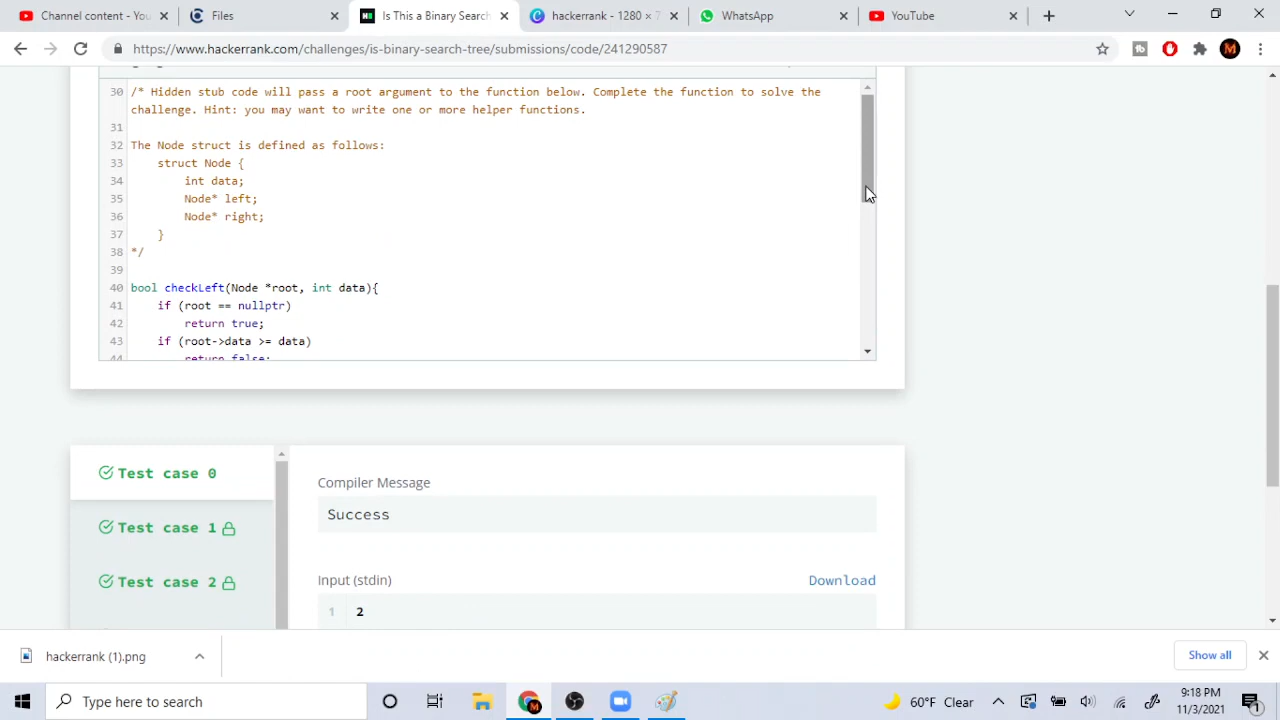 Channel content - You
Files
Is This a Binary Search
hackerrank - 1280 × 7
WhatsApp
YouTube
https://www.hackerrank.com/challenges/is-binary-search-tree/submissions/code/241290587
M
30 /* Hidden stub code will pass a root argument to the function below. Complete the function to solve the
challenge. Hint: you may want to write one or more helper functions.
31
32 The Node struct is defined as follows:
33 struct Node {
34 int data;
35 Node* left;
36 Node* right;
37 }
38 */
39
40 bool checkLeft(Node *root, int data){
41 if (root == nullptr)
42 return true;
43 if (root->data >= data)
44 return false;
Test case 0
Compiler Message
Success
Test case 1
Test case 2
Input (stdin)
Download
1 2
hackerrank (1).png
Show all
Type here to search
60°F Clear
9:18 PM
11/3/2021